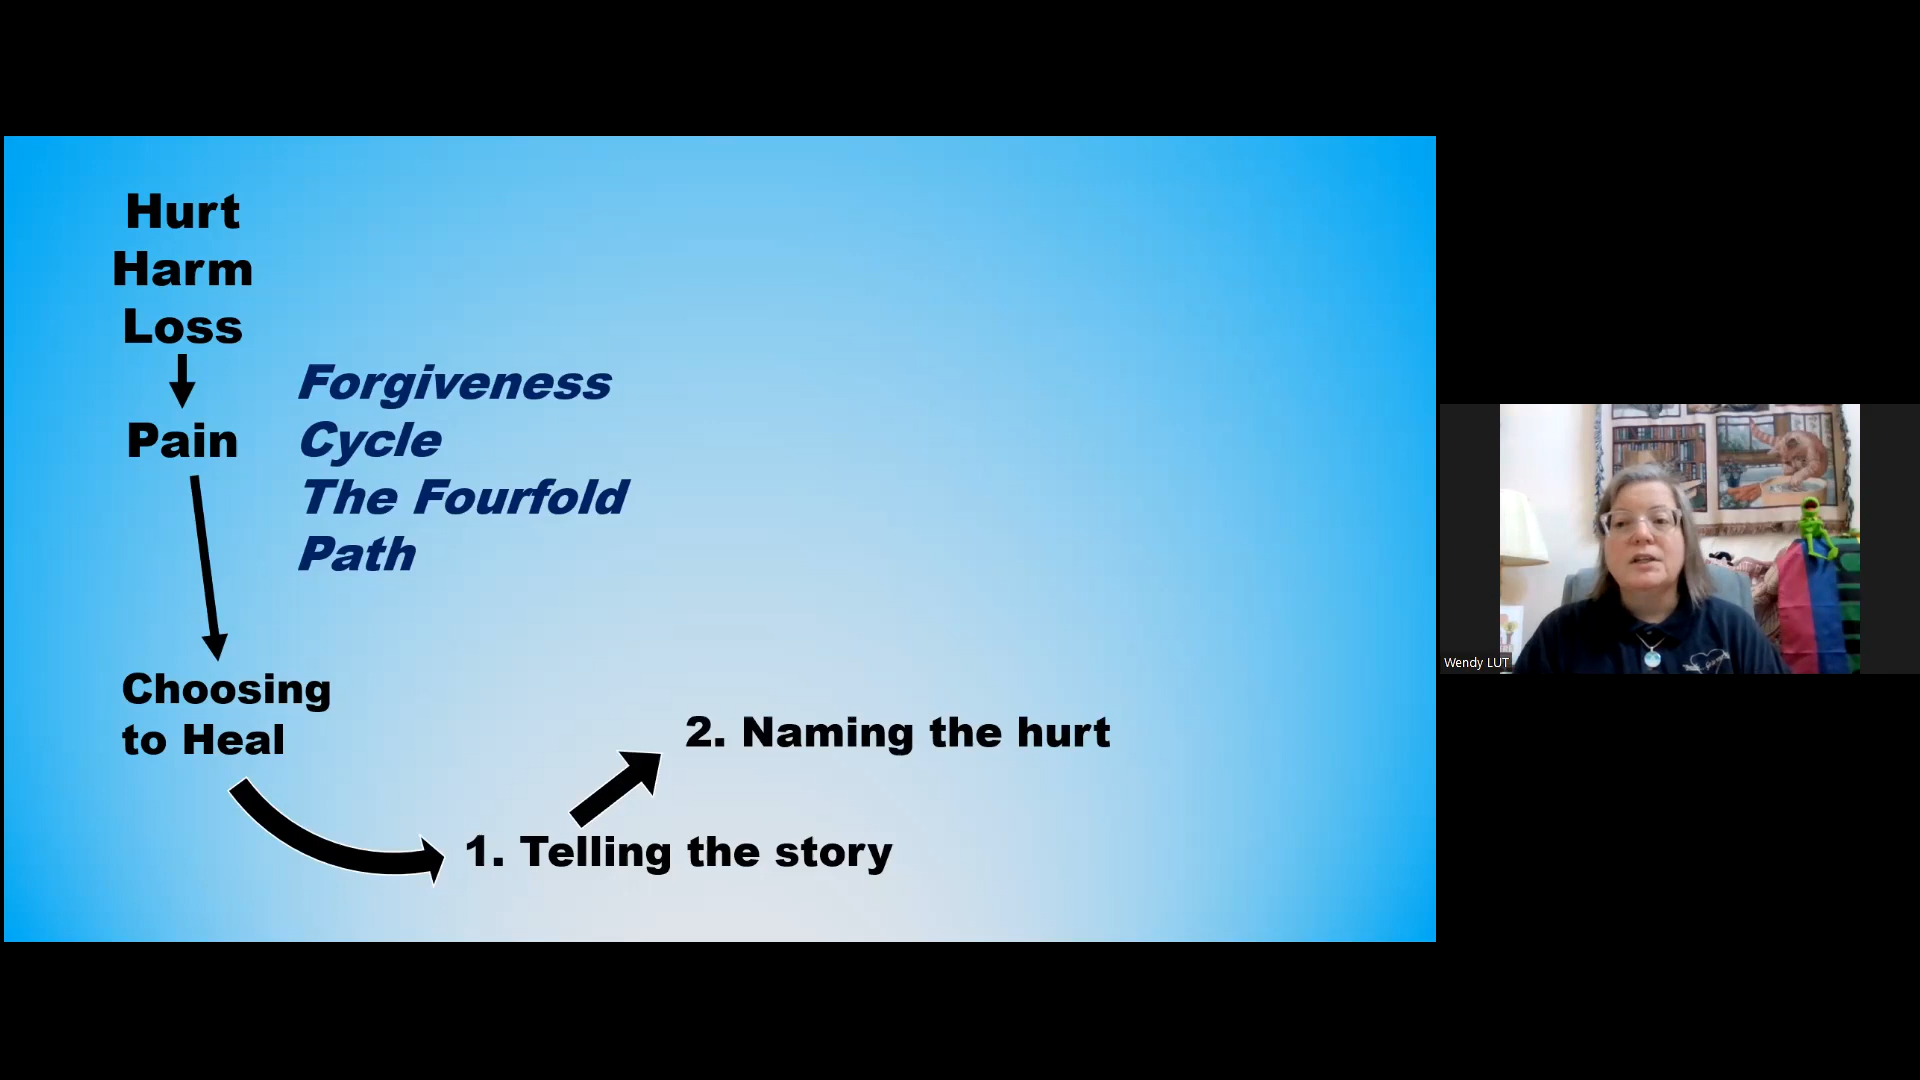 Hurt
Harm
Loss
Pain
Forgiveness
Cycle
The Fourfold
Path
Choosing
to Heal
2. Naming the hurt
1. Telling the story
Wendy LUT